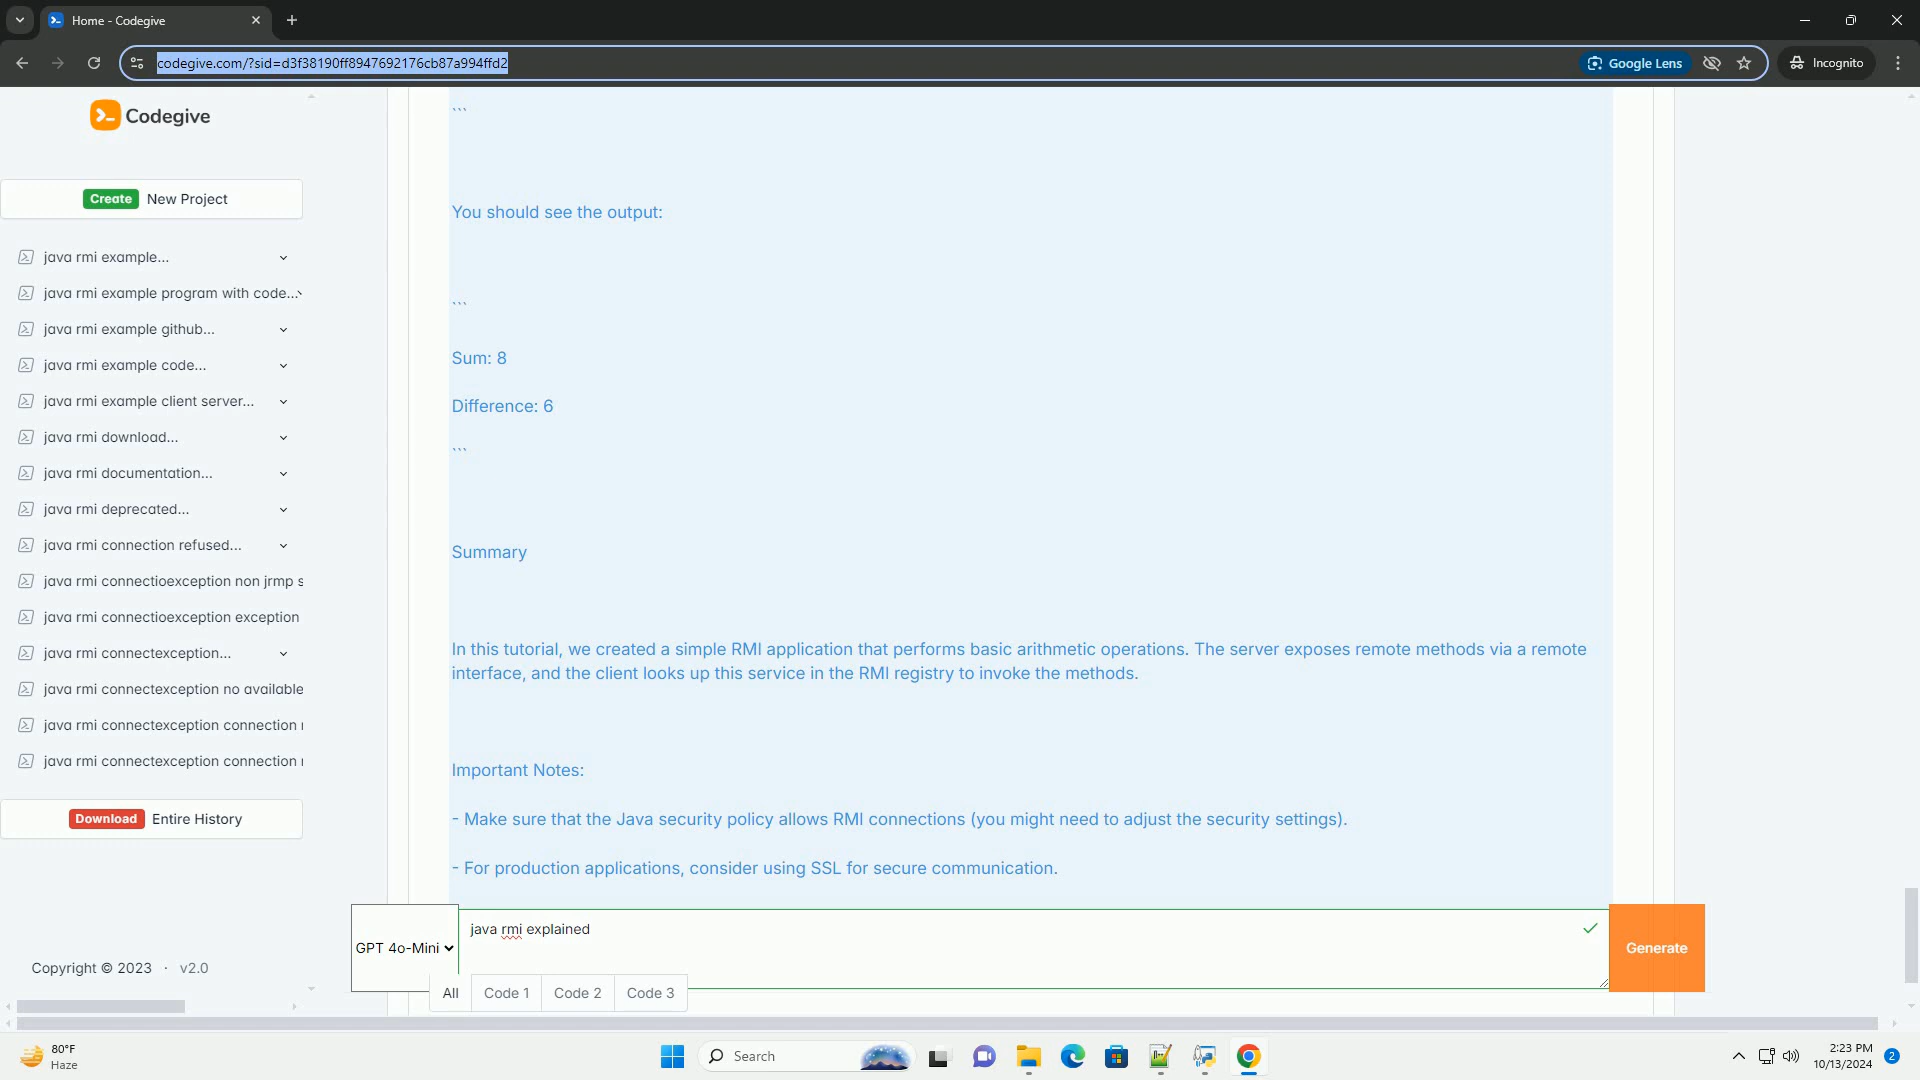 Home - Codegive
codegive.com/?sid=d3f38190ff8947692176cb87a994ffd2
Google Lens
Incognito
Codegive
Create New Project
java rmi example...
java rmi example program with code...
java rmi example github...
java rmi example code...
java rmi example client server...
java rmi download...
java rmi documentation...
java rmi deprecated...
java rmi connection refused...
java rmi connectioexception non jrmp s
java rmi connectioexception exception
java rmi connectexception...
java rmi connectexception no available
java rmi connectexception connection
java rmi connectexception connection
Download Entire History
Copyright © 2023 · v2.0
```
You should see the output:
```
Sum: 8
Difference: 6
```
Summary
In this tutorial, we created a simple RMI application that performs basic arithmetic operations. The server exposes remote methods via a remote
interface, and the client looks up this service in the RMI registry to invoke the methods.
Important Notes:
- Make sure that the Java security policy allows RMI connections (you might need to adjust the security settings).
- For production applications, consider using SSL for secure communication.
GPT 4o-Mini
java rmi explained
Generate
All Code 1 Code 2 Code 3
80°F
Haze
Search
2:23 PM
10/13/2024
2